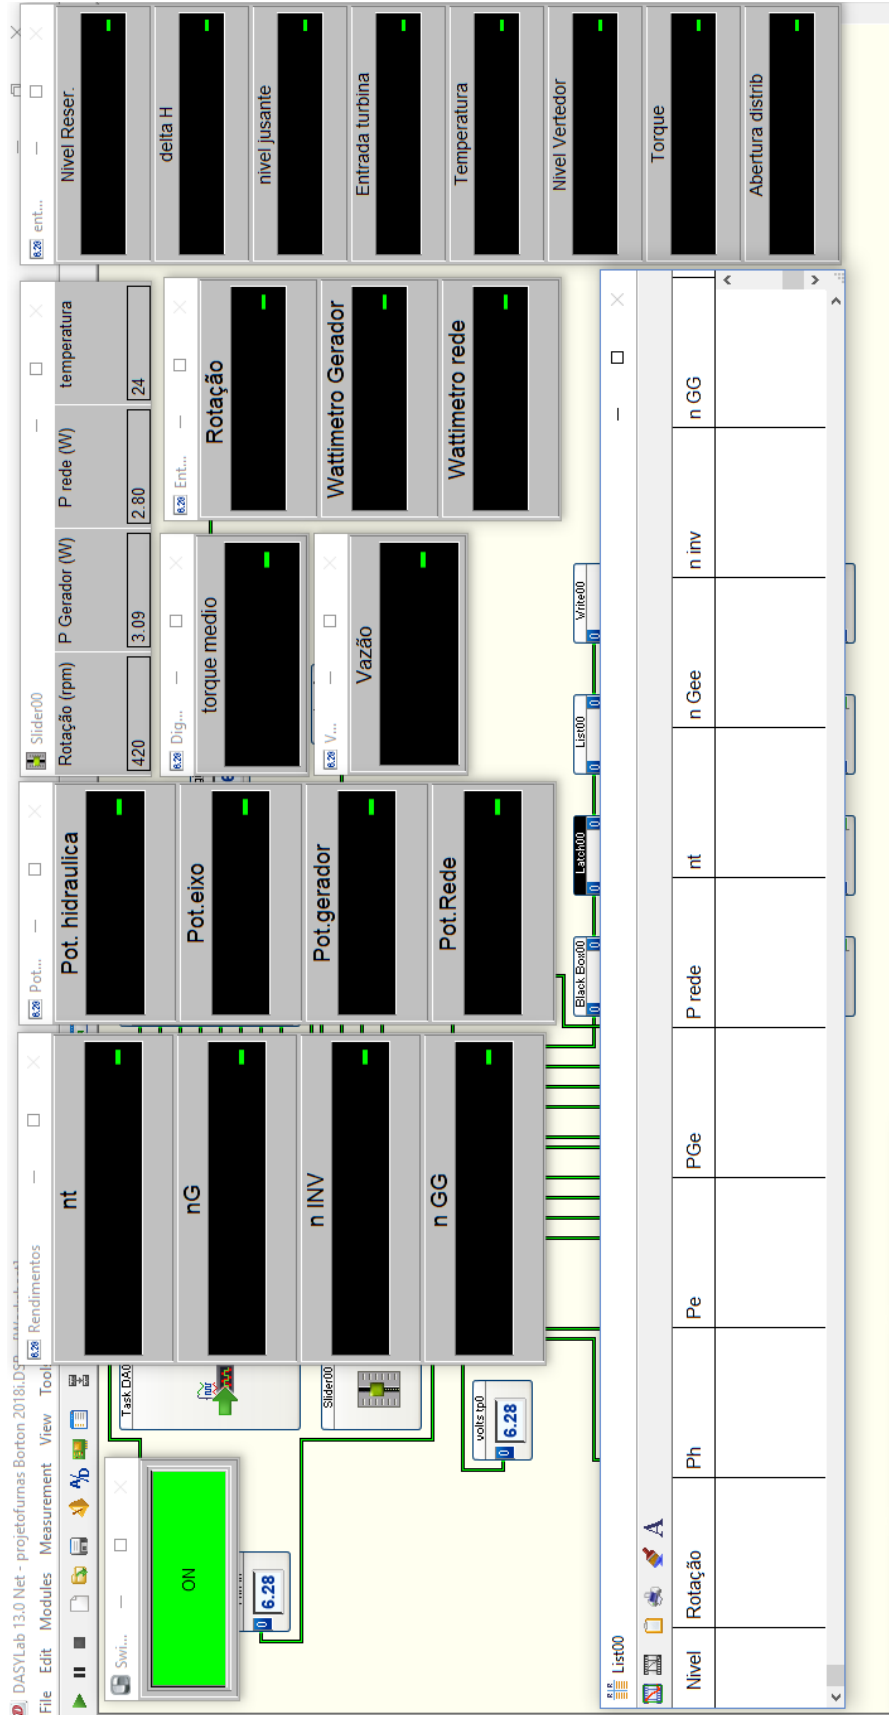 DASYLab 13.0 Net - projetofurnas Borton 2018i.DSB
File Edit Modules Measurement View Tools
Rendimentos
nt
nG
n INV
n GG
Pot...
Pot. hidraulica
Pot.eixo
Pot.gerador
Pot.Rede
Slider00
Rotação (rpm) P Gerador (W) P rede (W) temperatura
420 3.09 2.80 24
Dig...
torque medio
V...
Vazão
Ent...
Rotação
Wattimetro Gerador
Wattimetro rede
ent...
Nivel Reser.
delta H
nivel jusante
Entrada turbina
Temperatura
Nivel Vertedor
Torque
Abertura distrib
Swi...
ON
6.28
Task DA0
Slider00
volts tp0
0 6.28
Black Box00 Latch00 List00 Write00
List00
Nivel Rotação Ph Pe PGe P rede nt n Gee n inv n GG